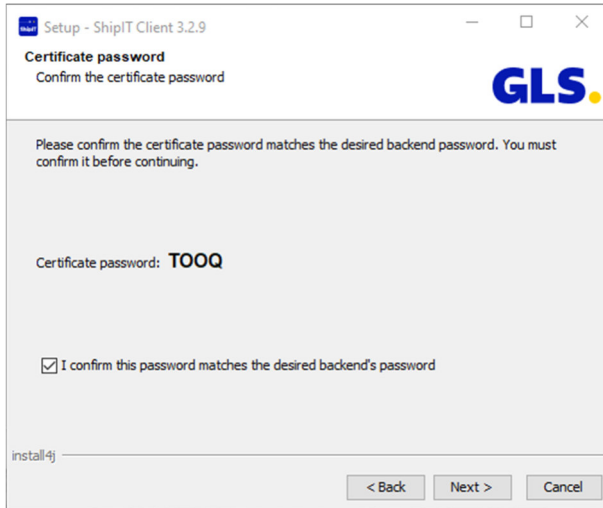 Setup - ShipIT Client 3.2.9
Certificate password
Confirm the certificate password
GLS.
Please confirm the certificate password matches the desired backend password. You must
confirm it before continuing.
Certificate password: TOOQ
I confirm this password matches the desired backend's password
install4j
< Back Next > Cancel